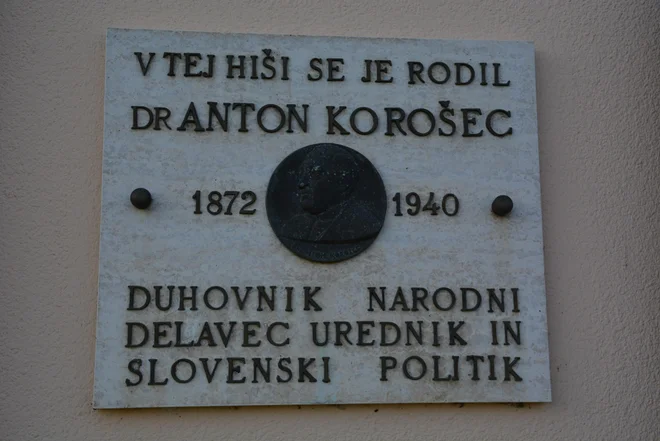 V TEJ HIŠI SE JE RODIL
DR ANTON KOROŠEC
1872 1940
DUHOVNIK NARODNI
DELAVEC UREDNIK IN
SLOVENSKI POLITIK